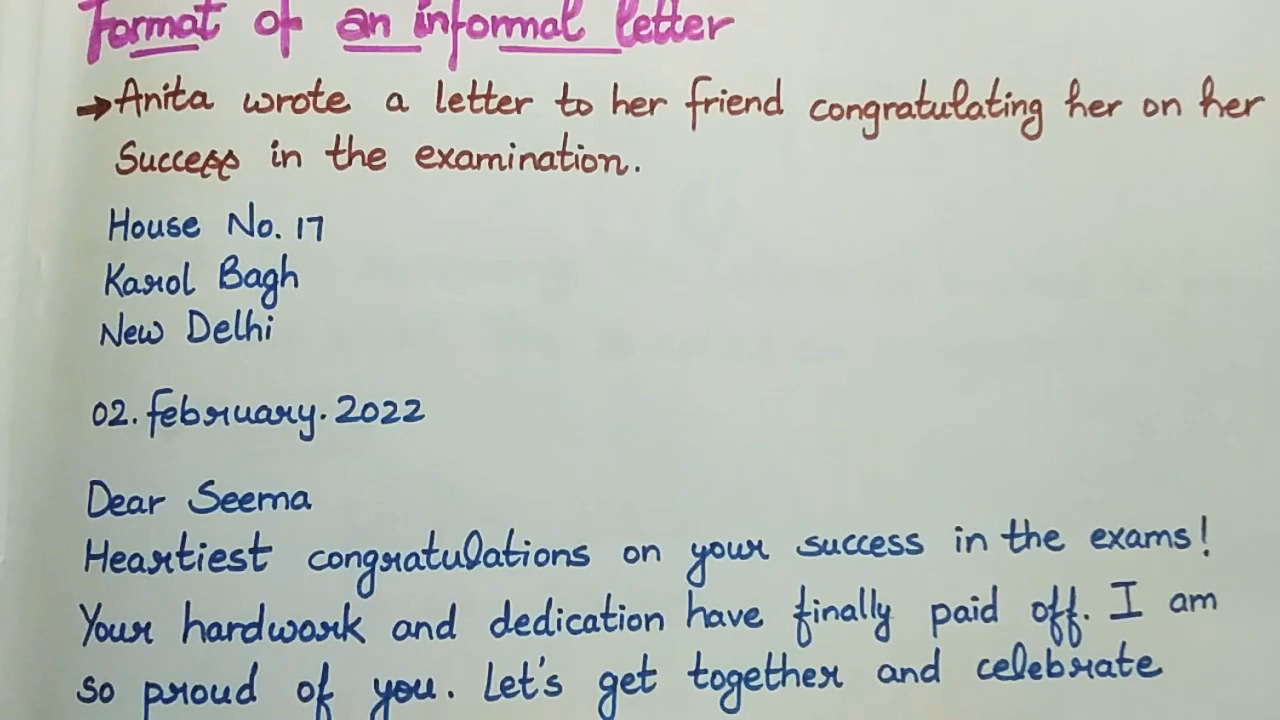 Format of an informal letter
→Anita wrote a letter to her friend congratulating her on her
Success in the examination.
House No. 17
Karol Bagh
New Delhi
02. february. 2022
Dear Seema
Heartiest congratulations on your success in the exams!
Your hardwork and dedication have finally paid off. I am
so proud of you. Let's get together and celebrate